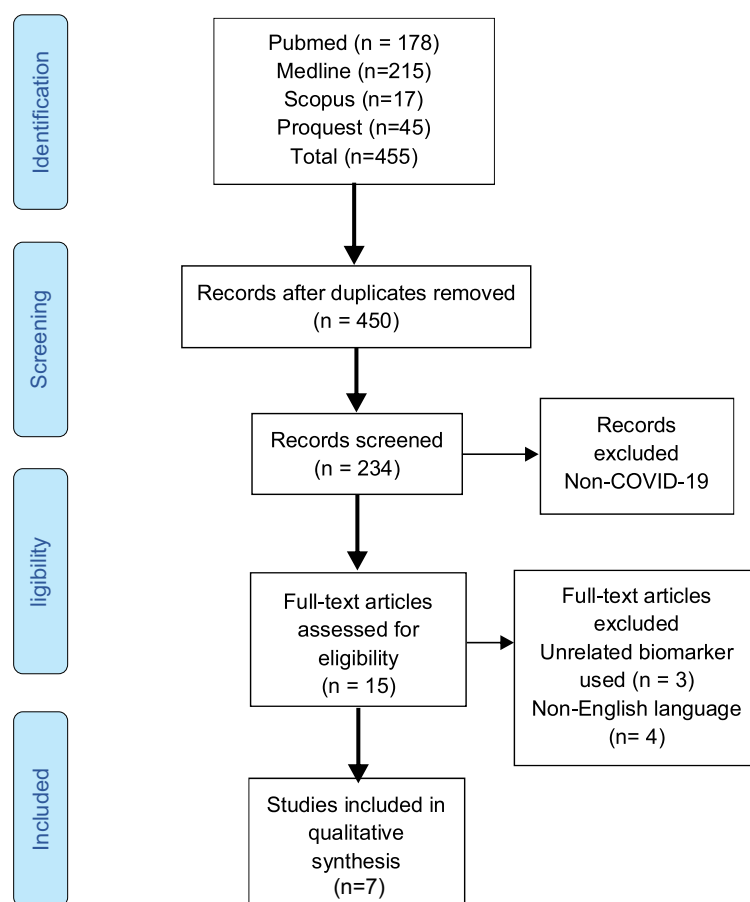 Identification
Pubmed (n = 178)
Medline (n=215)
Scopus (n=17)
Proquest (n=45)
Total (n=455)
Screening
Records after duplicates removed
(n = 450)
Records screened
(n = 234)
Records
excluded
Non-COVID-19
ligibility
Full-text articles
assessed for
eligibility
(n = 15)
Full-text articles
excluded
Unrelated biomarker
used (n = 3)
Non-English language
(n= 4)
Included
Studies included in
qualitative
synthesis
(n=7)